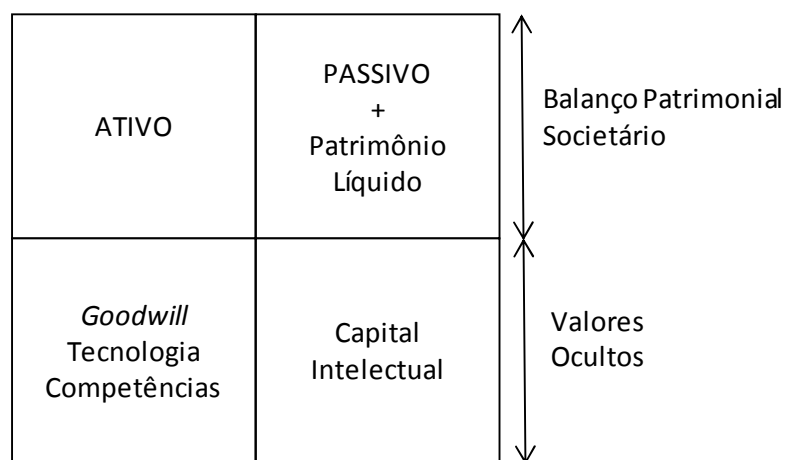 ATIVO
PASSIVO
+
Patrimônio
Líquido
Balanço Patrimonial
Societário
Goodwill
Tecnologia
Competências
Capital
Intelectual
Valores
Ocultos